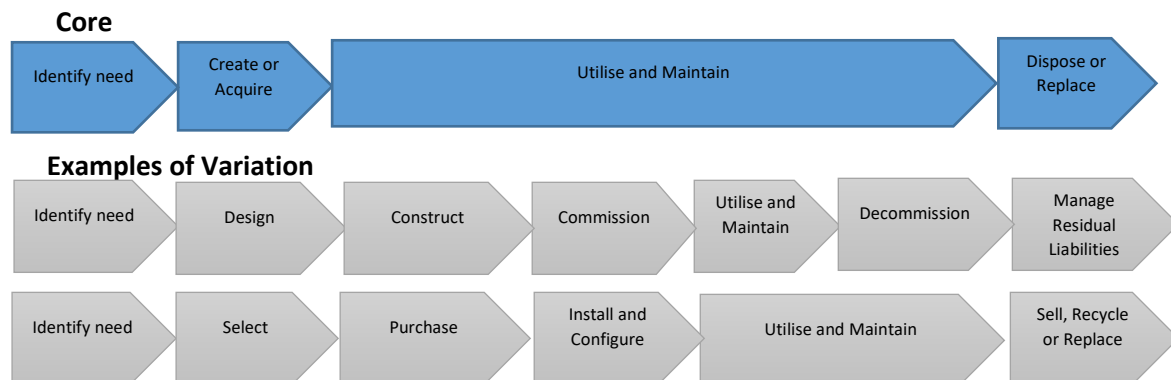 Core
Identify need
Create or
Acquire
Utilise and Maintain
Dispose or
Replace
Examples of Variation
Identify need
Design
Construct
Commission
Utilise and
Maintain
Decommission
Manage
Residual
Liabilities
Identify need
Select
Purchase
Install and
Configure
Utilise and Maintain
Sell, Recycle
or Replace